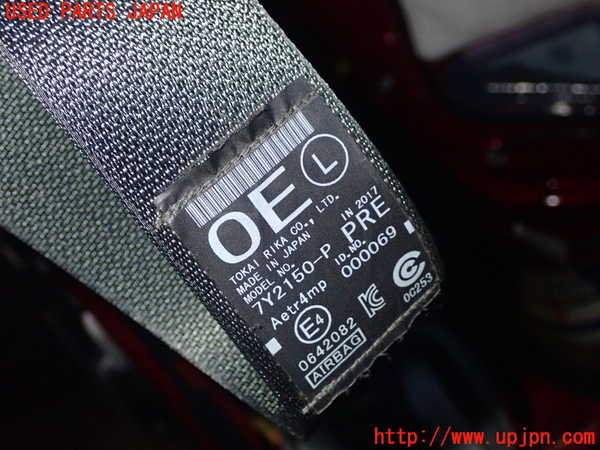 USED PARTS JAPAN
OE L
TOKAI RIKA CO., LTD.
MADE IN JAPAN IN 2017
MODEL NO. ID.NO. PRE
7Y2150-P 000069
Aetr4mp
E4
0642082
AIRBAG
0C253
http://www.upjpn.com/